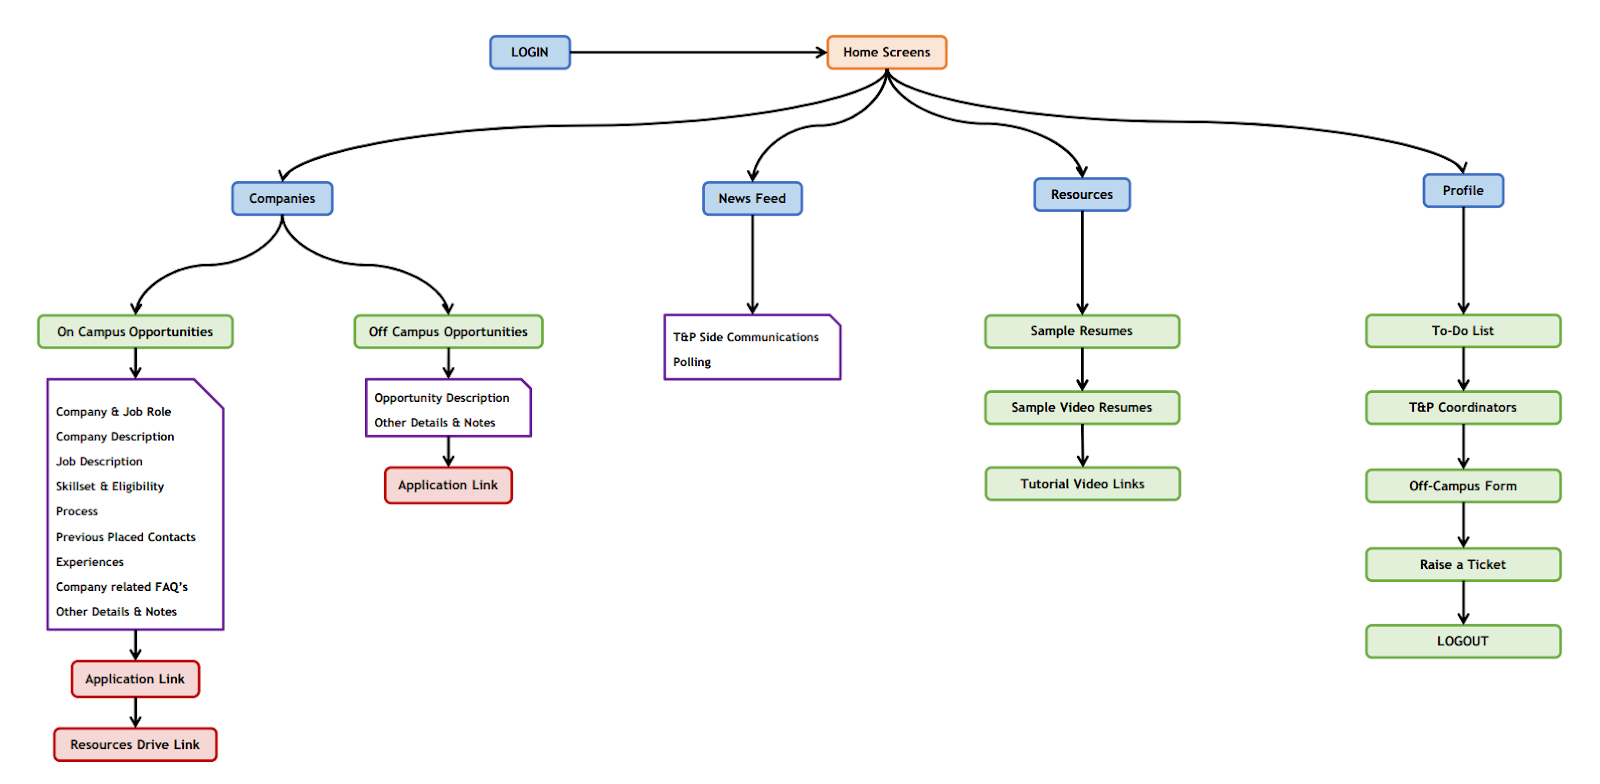 LOGIN
Home Screens
Companies
News Feed
Resources
Profile
On Campus Opportunities
Company & Job Role
Company Description
Job Description
Skillset & Eligibility
Process
Previous Placed Contacts
Experiences
Company related FAQ's
Other Details & Notes
Application Link
Resources Drive Link
Off Campus Opportunities
Opportunity Description
Other Details & Notes
Application Link
T&P Side Communications
Polling
Sample Resumes
Sample Video Resumes
Tutorial Video Links
To-Do List
T&P Coordinators
Off-Campus Form
Raise a Ticket
LOGOUT